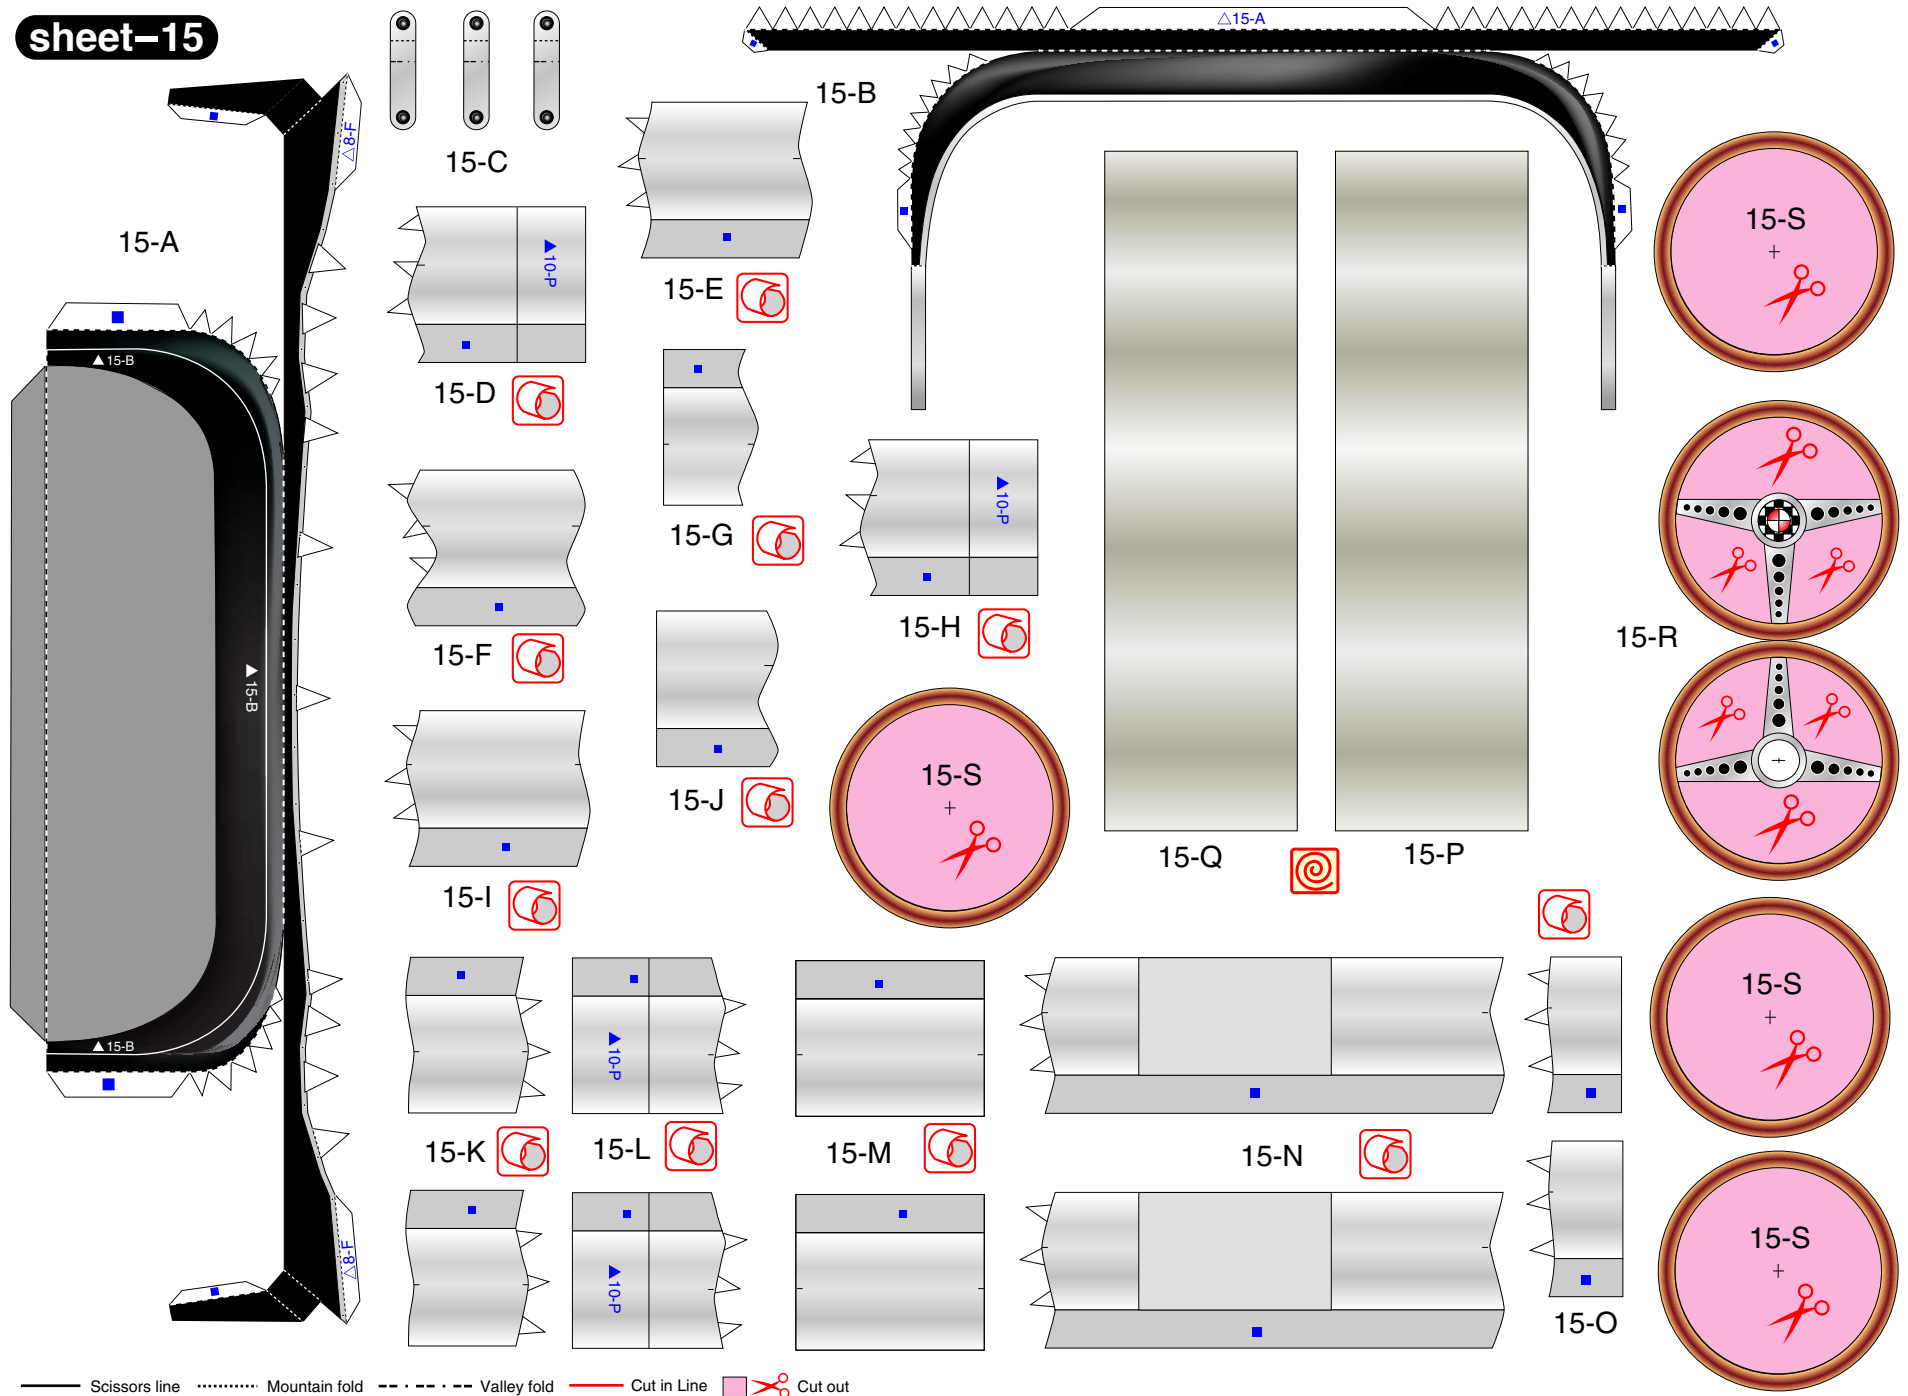 sheet–15
△15-A
15-B
△8-F
15-C
15-A
15-S
▲10-P
15-E
▲15-B
15-D
15-G
▲10-P
15-H
15-R
15-F
▲15-B
15-S
15-J
15-Q
15-P
15-I
15-S
▲15-B
▲10-P
15-K
15-L
15-M
15-N
△8-F
▲10-P
15-S
15-O
Scissors line Mountain fold Valley fold Cut in Line Cut out